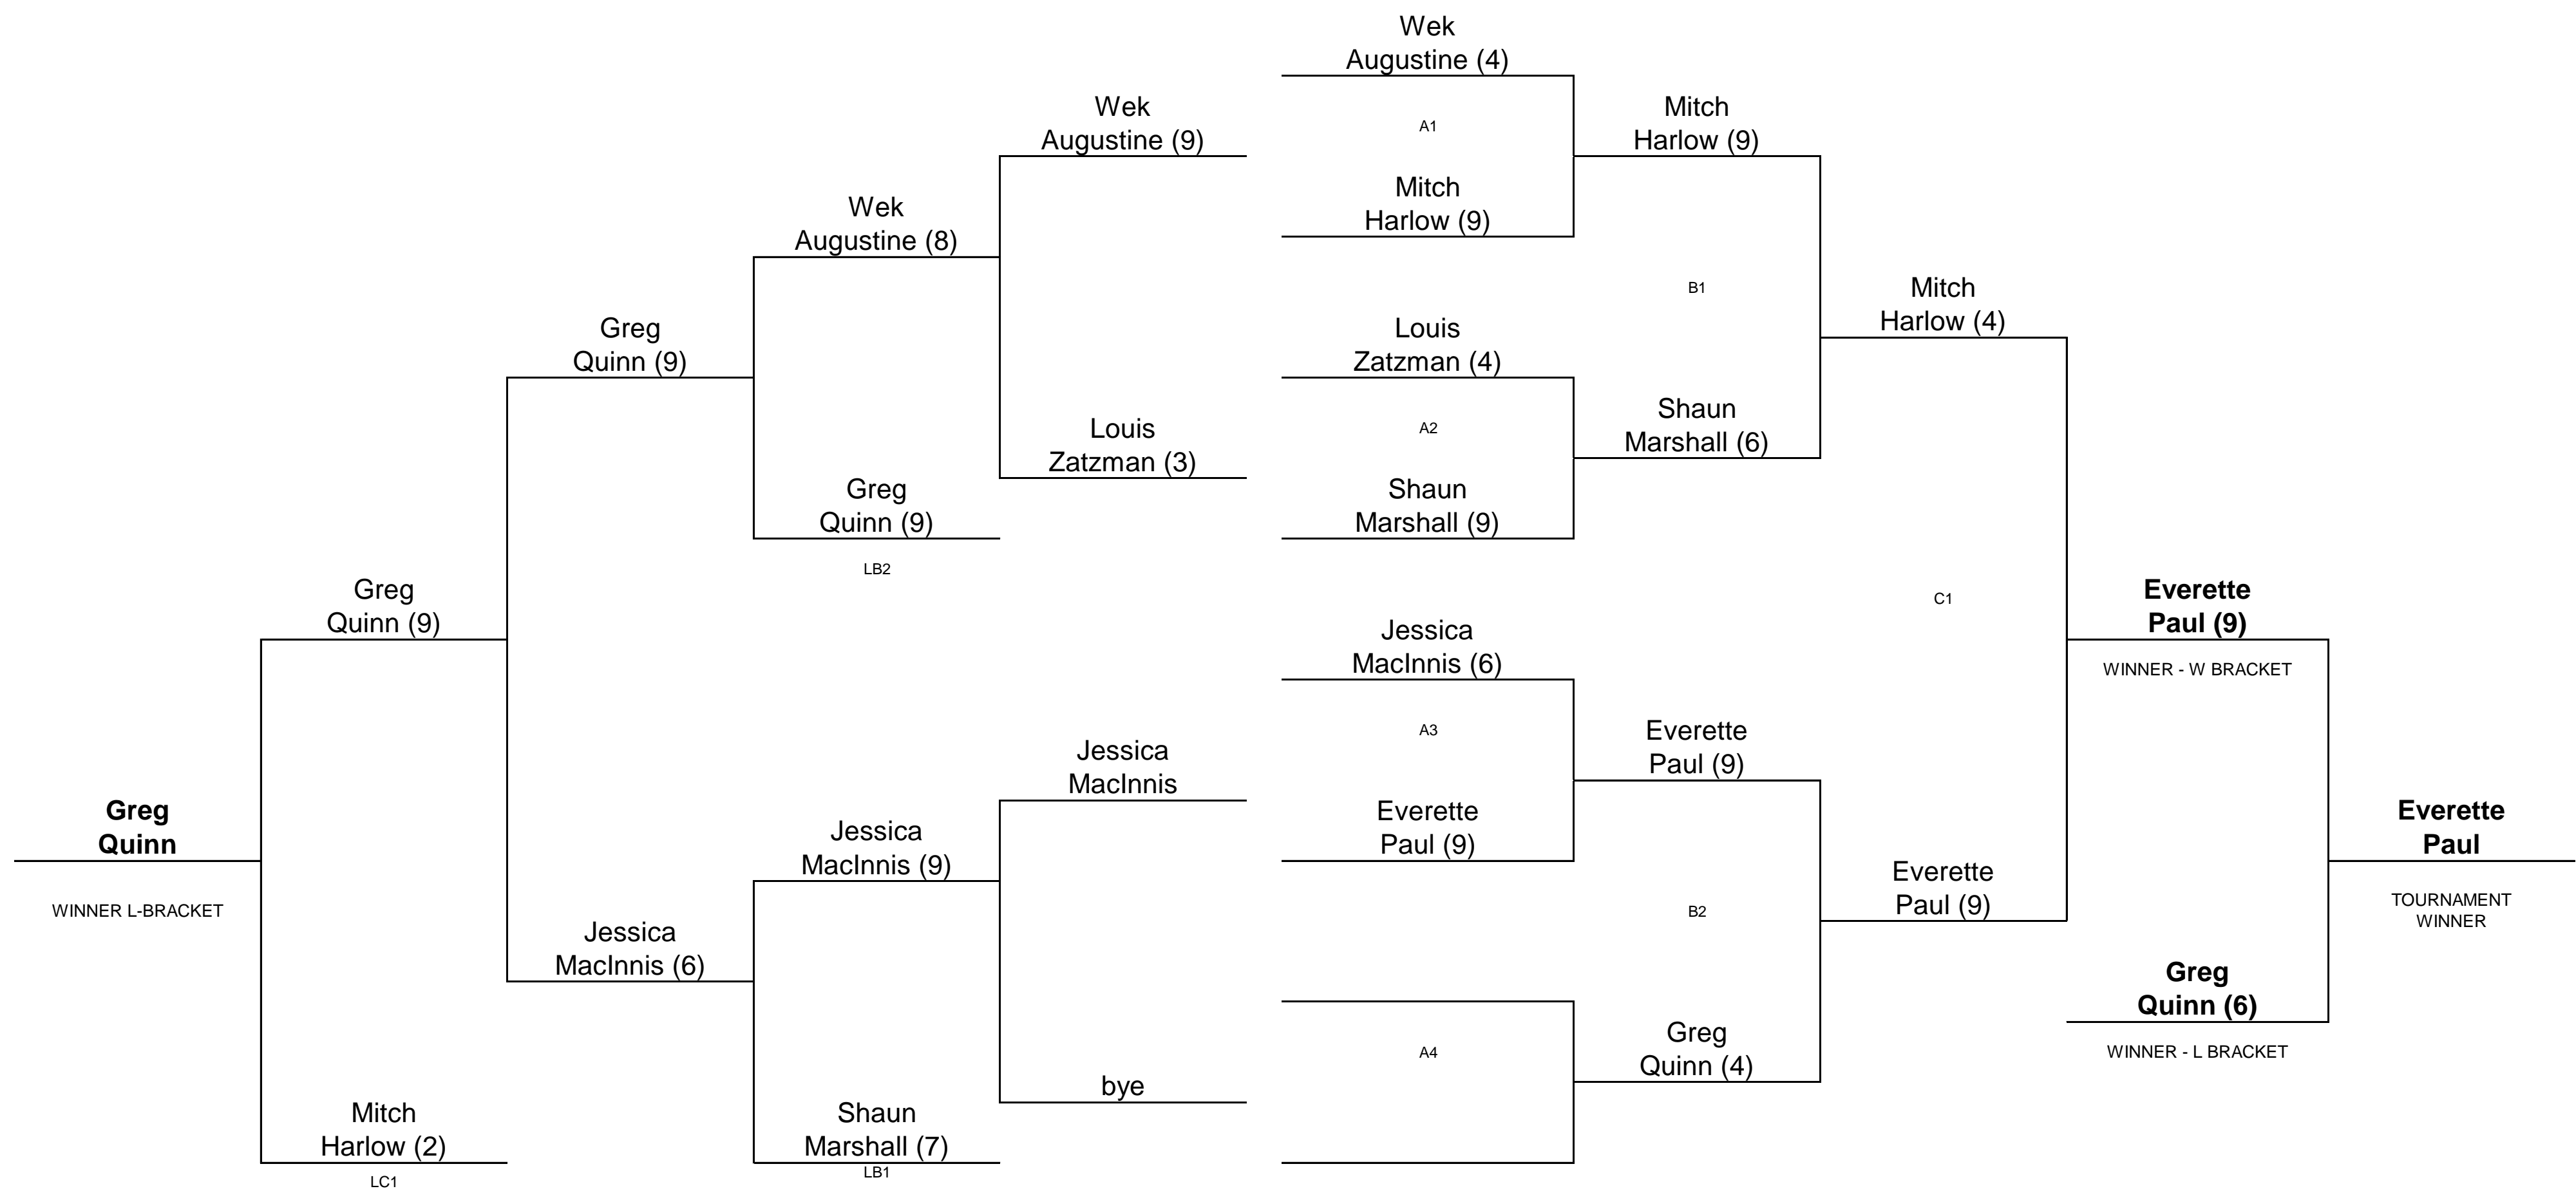 Wek
Augustine (4)
Wek
Augustine (9)
A1
Mitch
Harlow (9)
Mitch
Harlow (9)
Wek
Augustine (8)
B1
Mitch
Harlow (4)
Greg
Quinn (9)
Louis
Zatzman (4)
Louis
Zatzman (3)
A2
Shaun
Marshall (6)
Greg
Quinn (9)
LB2
Shaun
Marshall (9)
Greg
Quinn (9)
C1
Everette
Paul (9)
WINNER - W BRACKET
Jessica
MacInnis (6)
A3
Everette
Paul (9)
Jessica
MacInnis
Everette
Paul (9)
Greg
Quinn
WINNER L-BRACKET
Jessica
MacInnis (9)
B2
Everette
Paul (9)
Everette
Paul
TOURNAMENT
WINNER
Jessica
MacInnis (6)
Greg
Quinn (6)
WINNER - L BRACKET
A4
Greg
Quinn (4)
bye
Mitch
Harlow (2)
LC1
Shaun
Marshall (7)
LB1